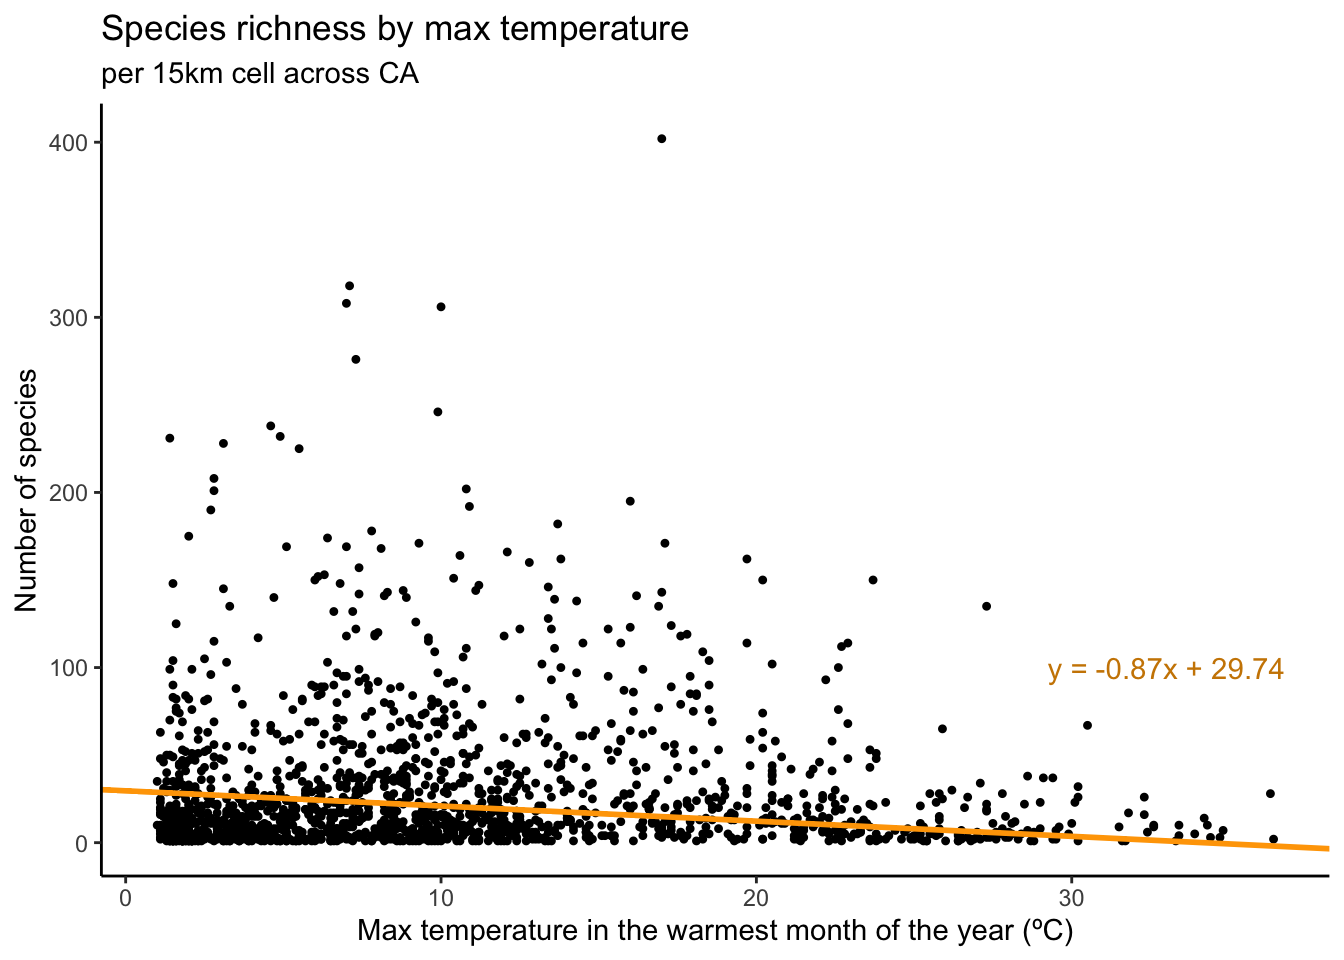 Species richness by max temperature
per 15km cell across CA
400
300
200
100
0
Number of species
y = -0.87x + 29.74
0 10 20 30
Max temperature in the warmest month of the year (ºC)